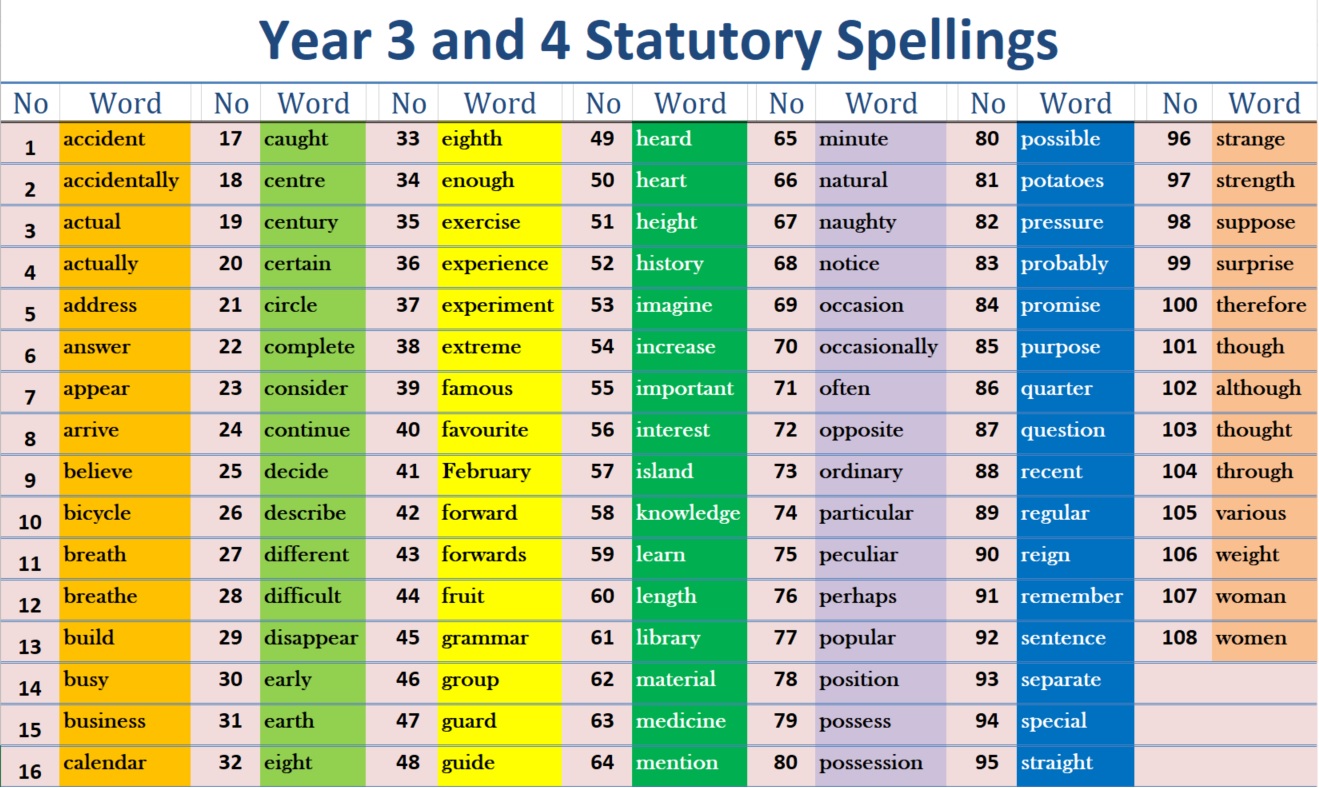 Year 3 and 4 Statutory Spellings
No Word No Word No Word No Word No Word No Word No Word
1 accident 17 caught 33 eighth 49 heard 65 minute 80 possible 96 strange
2 accidentally 18 centre 34 enough 50 heart 66 natural 81 potatoes 97 strength
3 actual 19 century 35 exercise 51 height 67 naughty 82 pressure 98 suppose
4 actually 20 certain 36 experience 52 history 68 notice 83 probably 99 surprise
5 address 21 circle 37 experiment 53 imagine 69 occasion 84 promise 100 therefore
6 answer 22 complete 38 extreme 54 increase 70 occasionally 85 purpose 101 though
7 appear 23 consider 39 famous 55 important 71 often 86 quarter 102 although
8 arrive 24 continue 40 favourite 56 interest 72 opposite 87 question 103 thought
9 believe 25 decide 41 February 57 island 73 ordinary 88 recent 104 through
10 bicycle 26 describe 42 forward 58 knowledge 74 particular 89 regular 105 various
11 breath 27 different 43 forwards 59 learn 75 peculiar 90 reign 106 weight
12 breathe 28 difficult 44 fruit 60 length 76 perhaps 91 remember 107 woman
13 build 29 disappear 45 grammar 61 library 77 popular 92 sentence 108 women
14 busy 30 early 46 group 62 material 78 position 93 separate
15 business 31 earth 47 guard 63 medicine 79 possess 94 special
16 calendar 32 eight 48 guide 64 mention 80 possession 95 straight